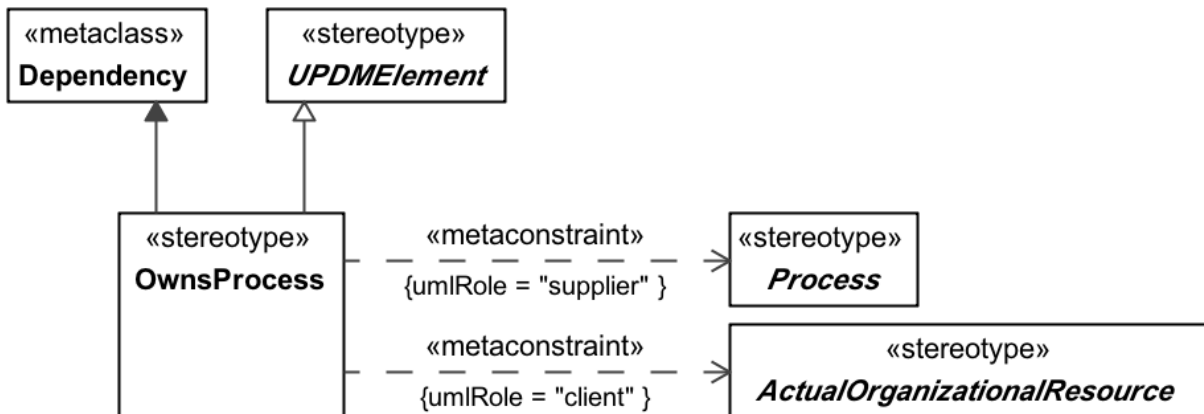 «metaclass»
Dependency
«stereotype»
UPDMElement
«stereotype»
OwnsProcess
«metaconstraint»
{umlRole = "supplier" }
«stereotype»
Process
«metaconstraint»
{umlRole = "client" }
«stereotype»
ActualOrganizationalResource